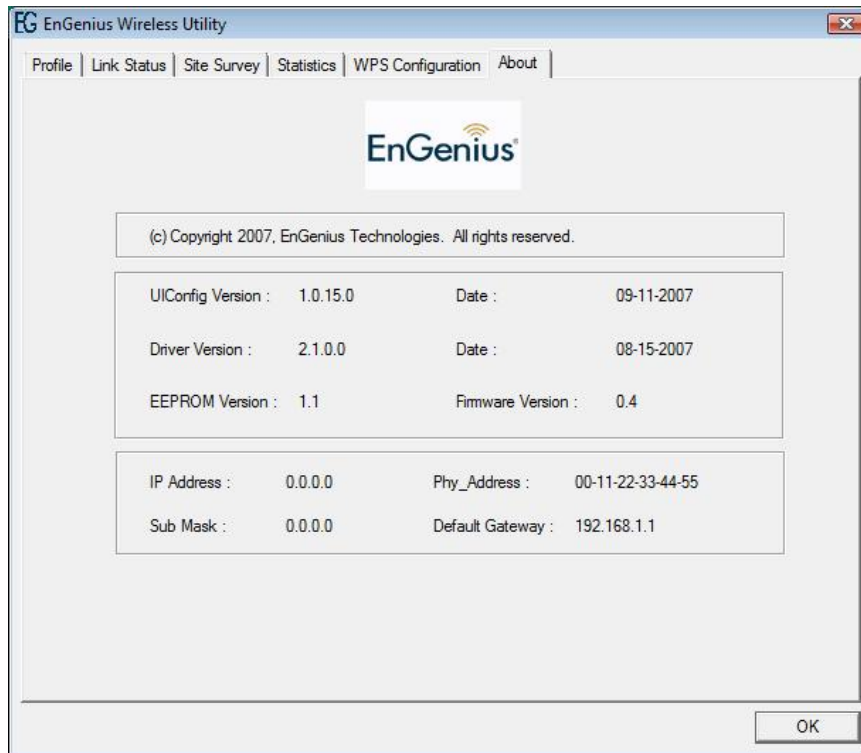 EG EnGenius Wireless Utility
Profile Link Status Site Survey Statistics WPS Configuration About
EnGenius®
(c) Copyright 2007, EnGenius Technologies. All rights reserved.
UIConfig Version : 1.0.15.0 Date : 09-11-2007
Driver Version : 2.1.0.0 Date : 08-15-2007
EEPROM Version : 1.1 Firmware Version : 0.4
IP Address : 0.0.0.0 Phy_Address : 00-11-22-33-44-55
Sub Mask : 0.0.0.0 Default Gateway : 192.168.1.1
OK